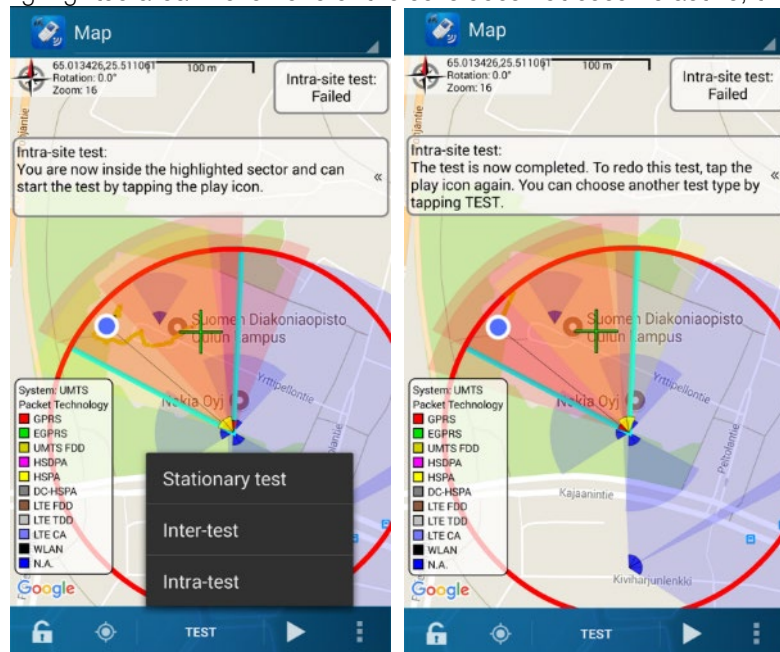 Map
65.013426,25.511061
Rotation: 0.0°
Zoom: 16
100 m
Intra-site test:
Failed
Intra-site test:
You are now inside the highlighted sector and can
start the test by tapping the play icon.
«
Suomen Diakoniaopisto
Oulun kampus
Yrttipellontie
Nokia Oyj
System: UMTS
Packet Technology
GPRS
EGPRS
UMTS FDD
HSDPA
HSPA
DC-HSPA
LTE FDD
LTE TDD
LTE CA
WLAN
N.A.
Google
Stationary test
Inter-test
Intra-test
TEST
Map
65.013426,25.511061
Rotation: 0.0°
Zoom: 16
100 m
Intra-site test:
Failed
Intra-site test:
The test is now completed. To redo this test, tap the
play icon again. You can choose another test type by
tapping TEST.
«
Suomen Diakoniaopisto
Oulun kampus
Yrttipellontie
Nokia Oyj
Peltolantie
System: UMTS
Packet Technology
GPRS
EGPRS
UMTS FDD
HSDPA
HSPA
DC-HSPA
LTE FDD
LTE TDD
LTE CA
WLAN
N.A.
Kajaanintie
Kiviharjunlenkki
Google
TEST